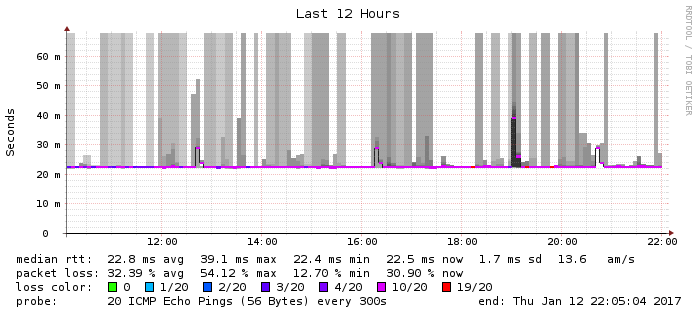 Last 12 Hours
RRDTOOL / TOBI OETIKER
Seconds
60 m
50 m
40 m
30 m
20 m
10 m
0
12:00 14:00 16:00 18:00 20:00 22:00
median rtt: 22.8 ms avg 39.1 ms max 22.4 ms min 22.5 ms now 1.7 ms sd 13.6 am/s
packet loss: 32.39 % avg 54.12 % max 12.70 % min 30.90 % now
loss color: 0 1/20 2/20 3/20 4/20 10/20 19/20
probe: 20 ICMP Echo Pings (56 Bytes) every 300s end: Thu Jan 12 22:05:04 2017